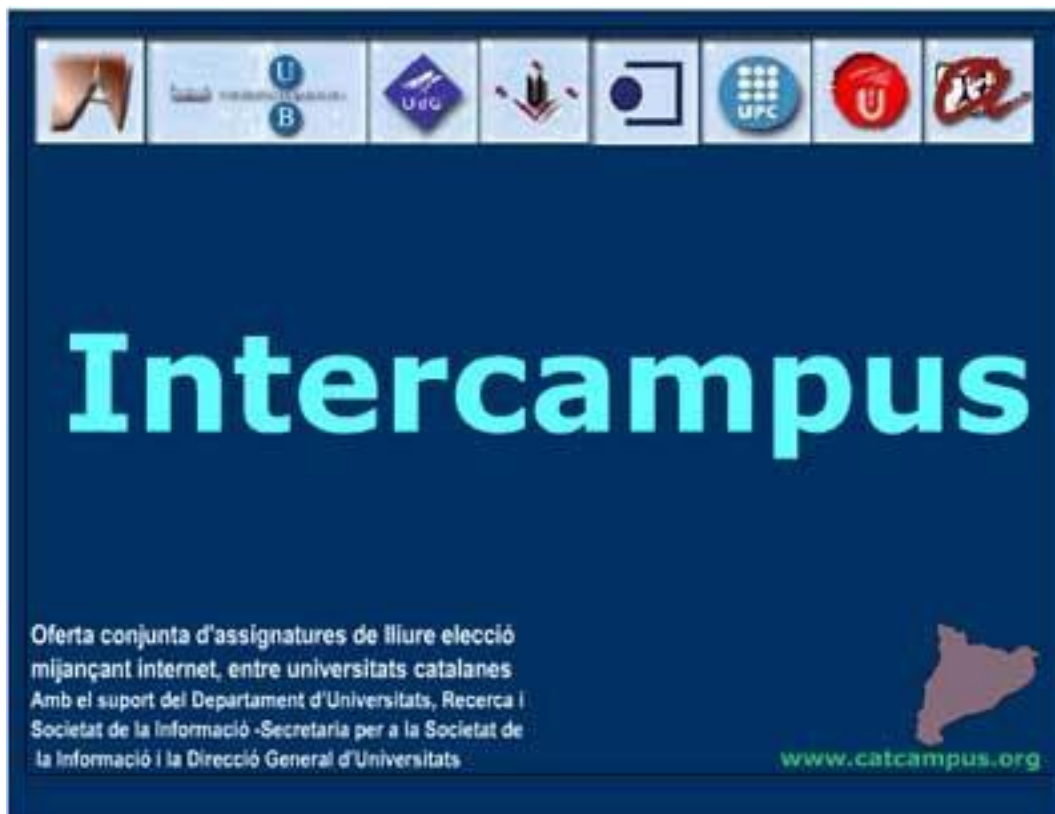 U
B
UdG
UPC
U
Intercampus
Oferta conjunta d'assignatures de lliure elecció
mijançant internet, entre universitats catalanes
Amb el suport del Departament d'Universitats, Recerca i
Societat de la Informació -Secretaria per a la Societat de
la Informació i la Direcció General d'Universitats
www.catcampus.org